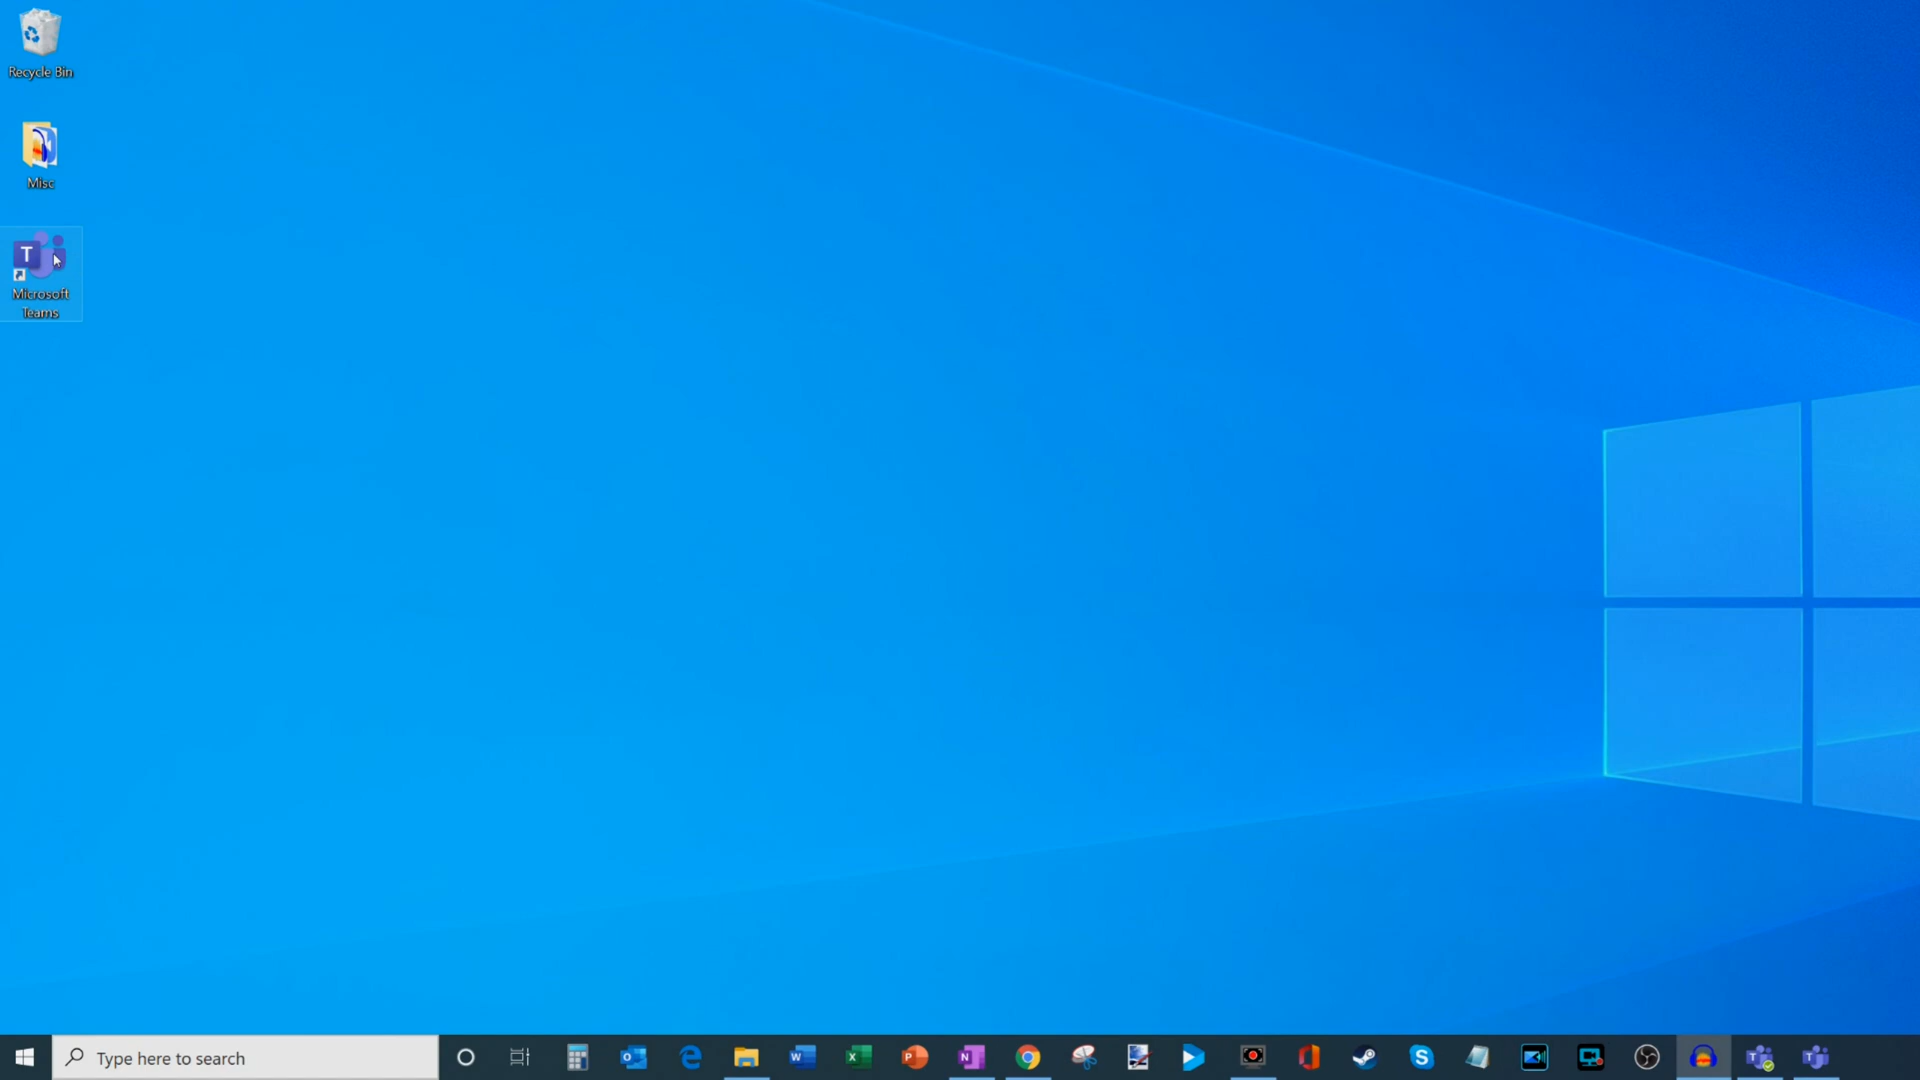 Recycle Bin
Misc
T
Microsoft
Teams
Type here to search
O
W
X
P
N
S
T
T